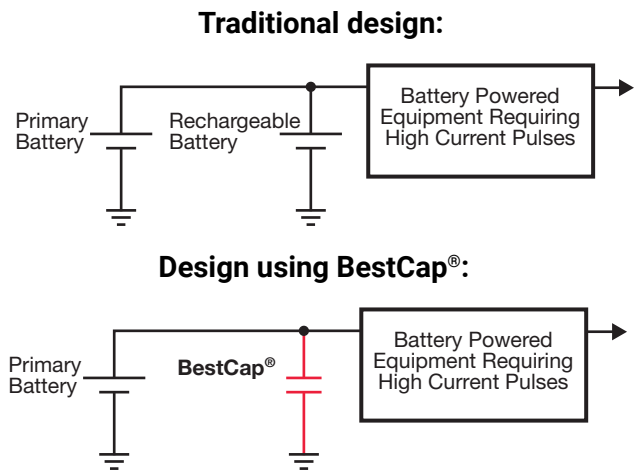 Traditional design:
Primary
Battery
Rechargeable
Battery
Battery Powered
Equipment Requiring
High Current Pulses
Design using BestCap®:
Primary
Battery
BestCap®
Battery Powered
Equipment Requiring
High Current Pulses